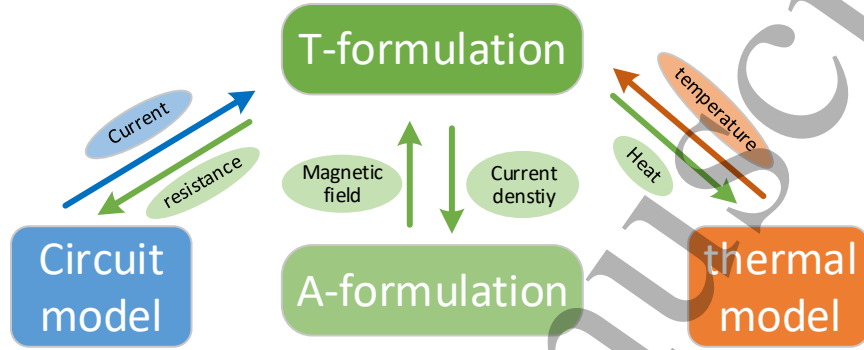 T-formulation
Current
resistance
Magnetic
field
Current
denstiy
Heat
temperature
Circuit
model
A-formulation
thermal
model